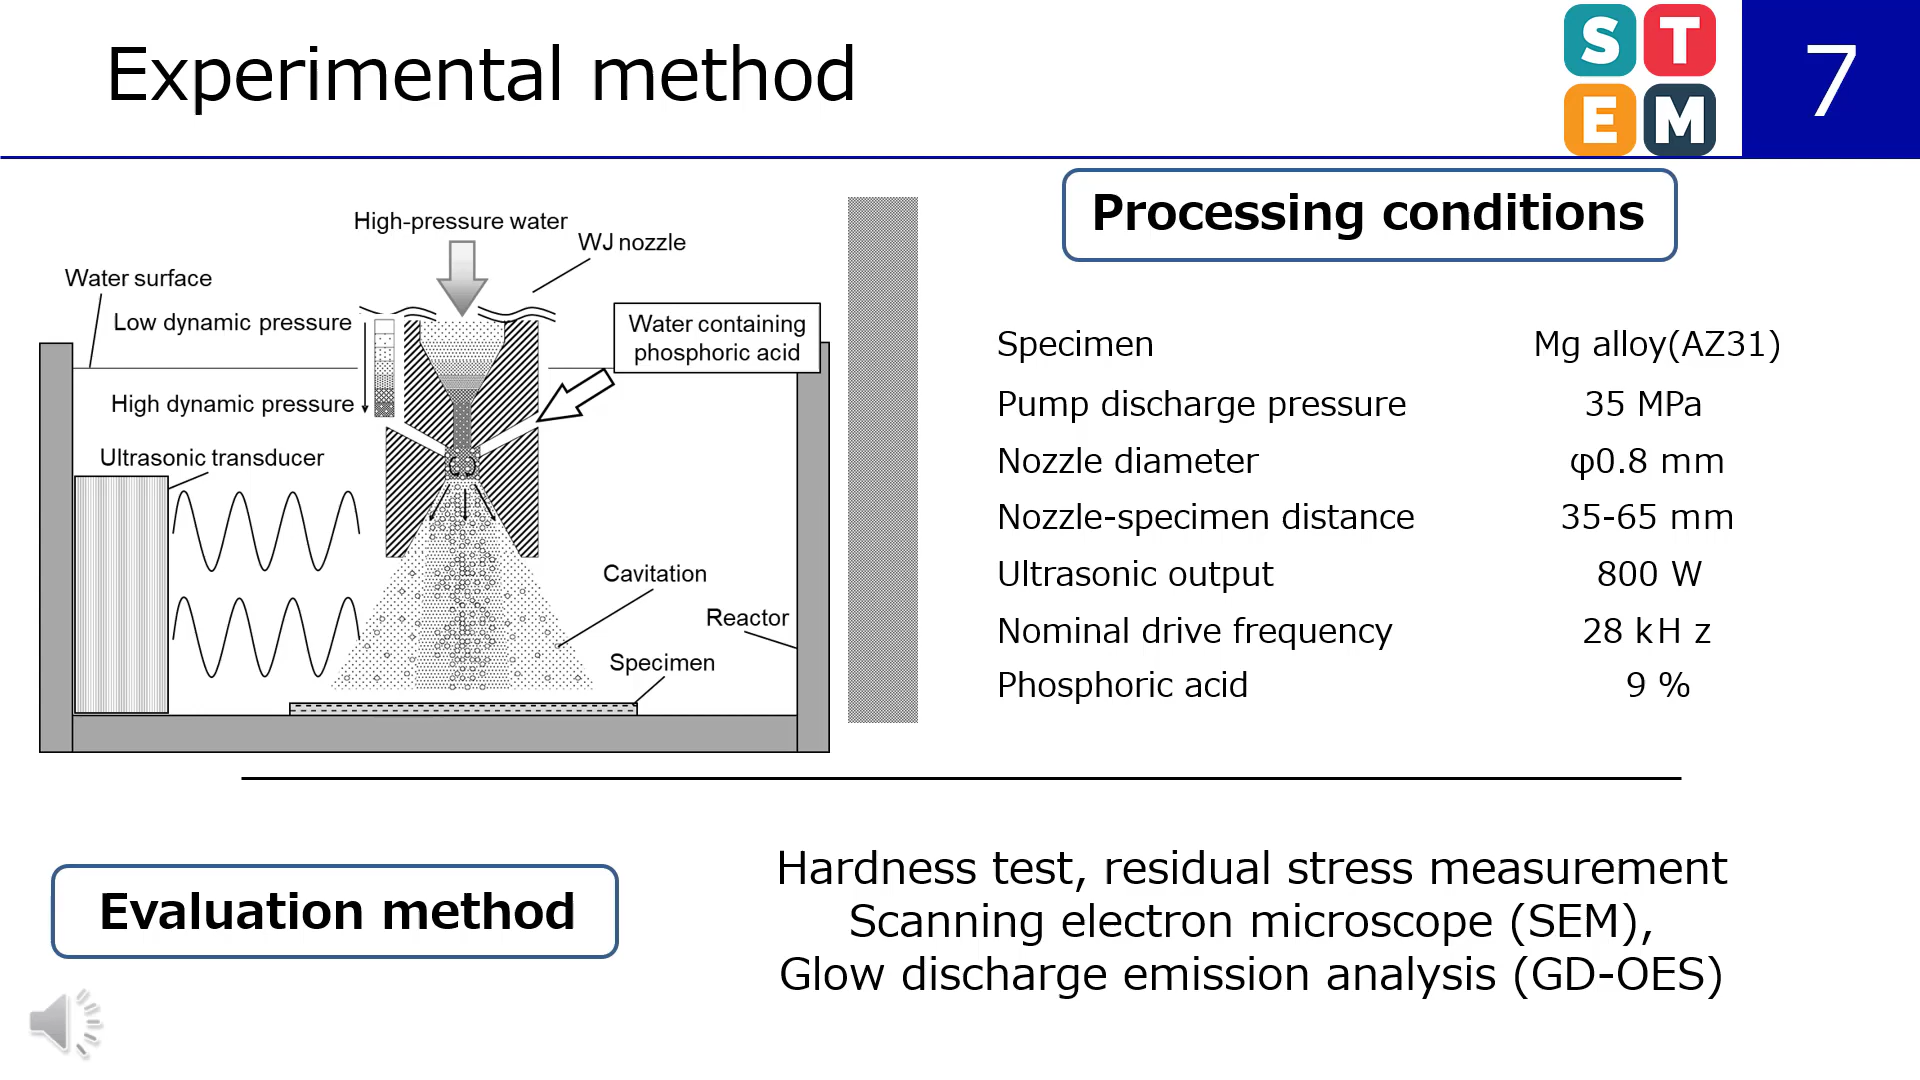 Experimental method
S T
E M
7
High-pressure water
WJ nozzle
Water surface
Low dynamic pressure
Water containing
phosphoric acid
High dynamic pressure
Ultrasonic transducer
Cavitation
Reactor
Specimen
Processing conditions
Specimen Mg alloy(AZ31)
Pump discharge pressure 35 MPa
Nozzle diameter φ0.8 mm
Nozzle-specimen distance 35-65 mm
Ultrasonic output 800 W
Nominal drive frequency 28 kH z
Phosphoric acid 9 %
Evaluation method
Hardness test, residual stress measurement
Scanning electron microscope (SEM),
Glow discharge emission analysis (GD-OES)